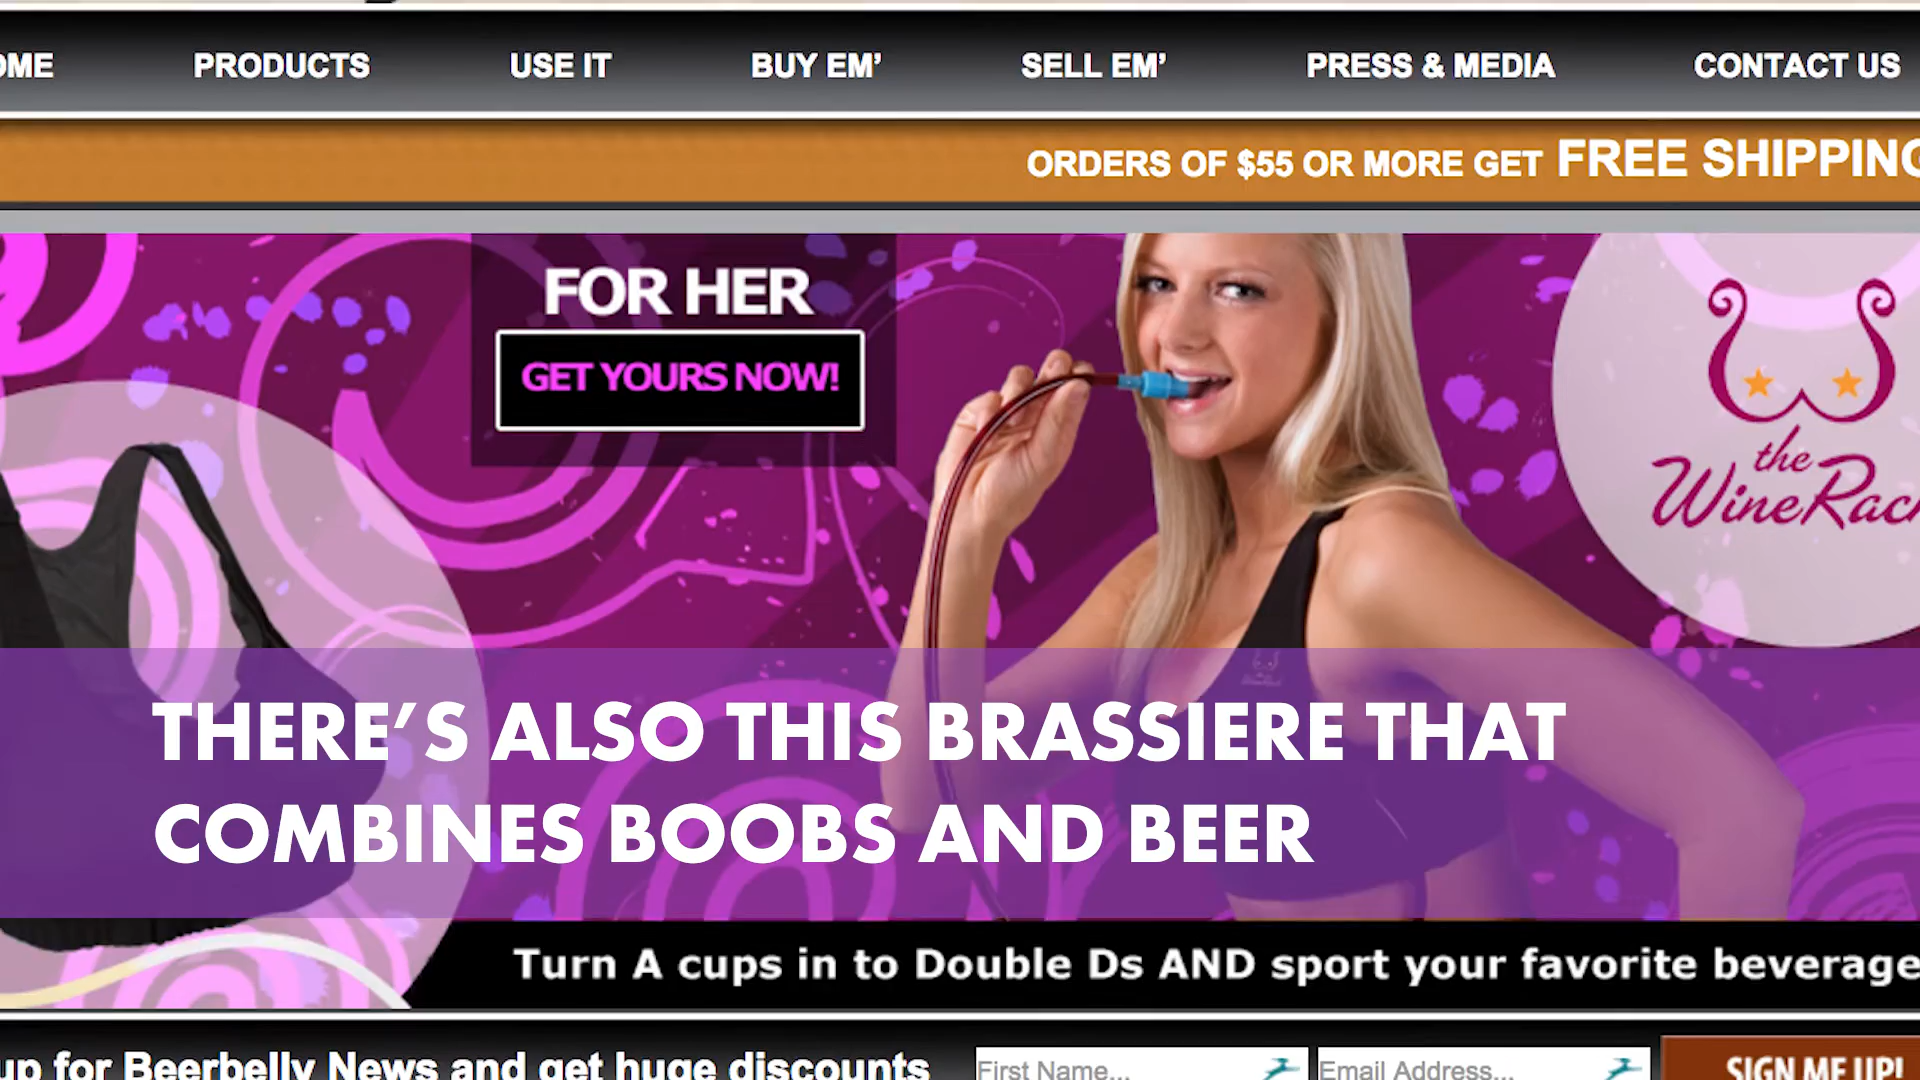 OME PRODUCTS USE IT BUY EM' SELL EM' PRESS & MEDIA CONTACT US
ORDERS OF $55 OR MORE GET FREE SHIPPING
FOR HER
GET YOURS NOW!
the
WineRack
THERE'S ALSO THIS BRASSIERE THAT
COMBINES BOOBS AND BEER
Turn A cups in to Double Ds AND sport your favorite beverage
up for Beerbelly News and get huge discounts First Name... Email Address... SIGN ME UP!